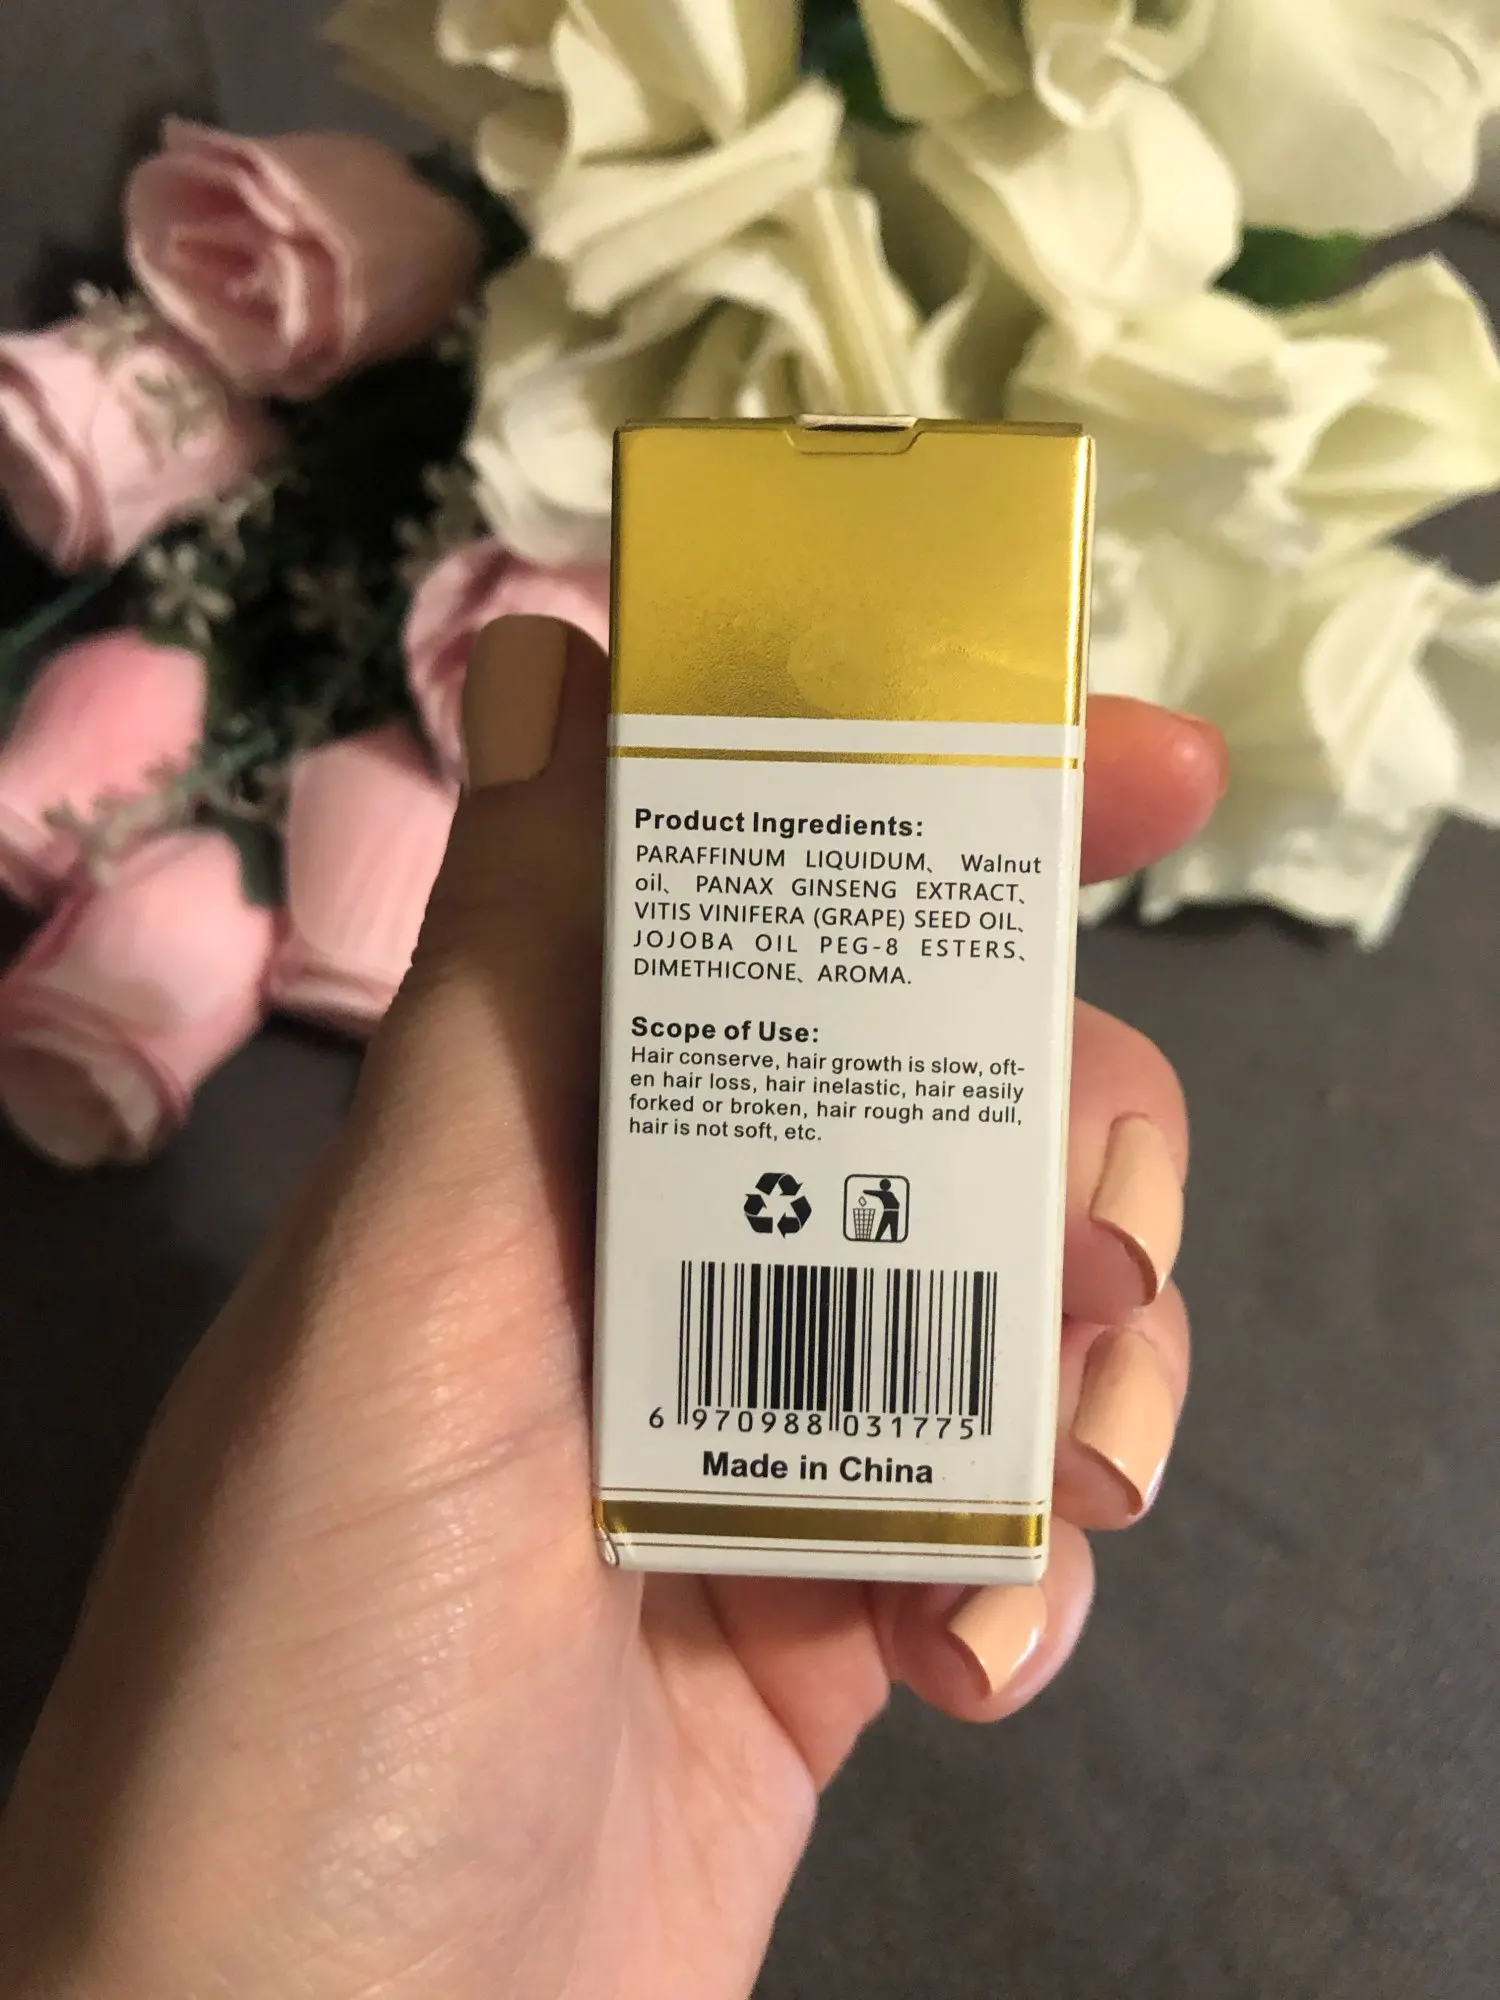 Product Ingredients:
PARAFFINUM LIQUIDUM、 Walnut
oil、 PANAX GINSENG EXTRACT、
VITIS VINIFERA (GRAPE) SEED OIL、
JOJOBA OIL PEG-8 ESTERS、
DIMETHICONE、AROMA.
Scope of Use:
Hair conserve, hair growth is slow, oft-
en hair loss, hair inelastic, hair easily
forked or broken, hair rough and dull,
hair is not soft, etc.
6 970988 031775
Made in China